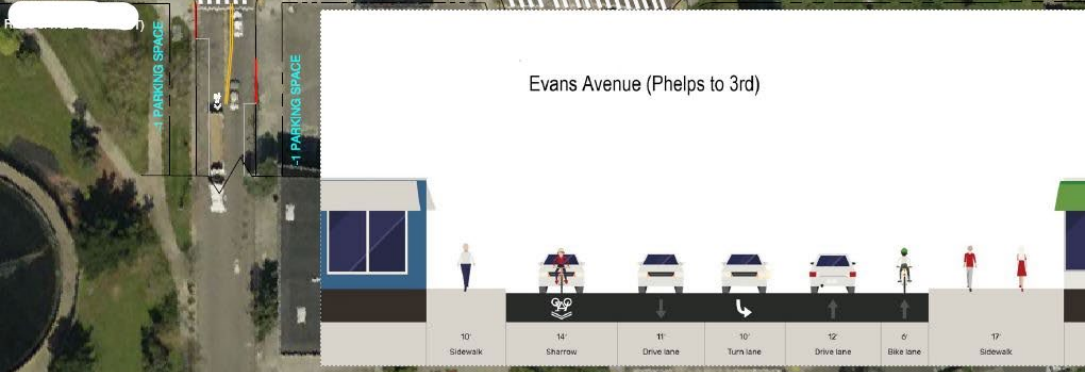 -1 PARKING SPACE
-1 PARKING SPACE
Evans Avenue (Phelps to 3rd)
10' 14' 11' 10' 12' 6' 17'
Sidewalk Sharrow Drive lane Turn lane Drive lane Bike lane Sidewalk